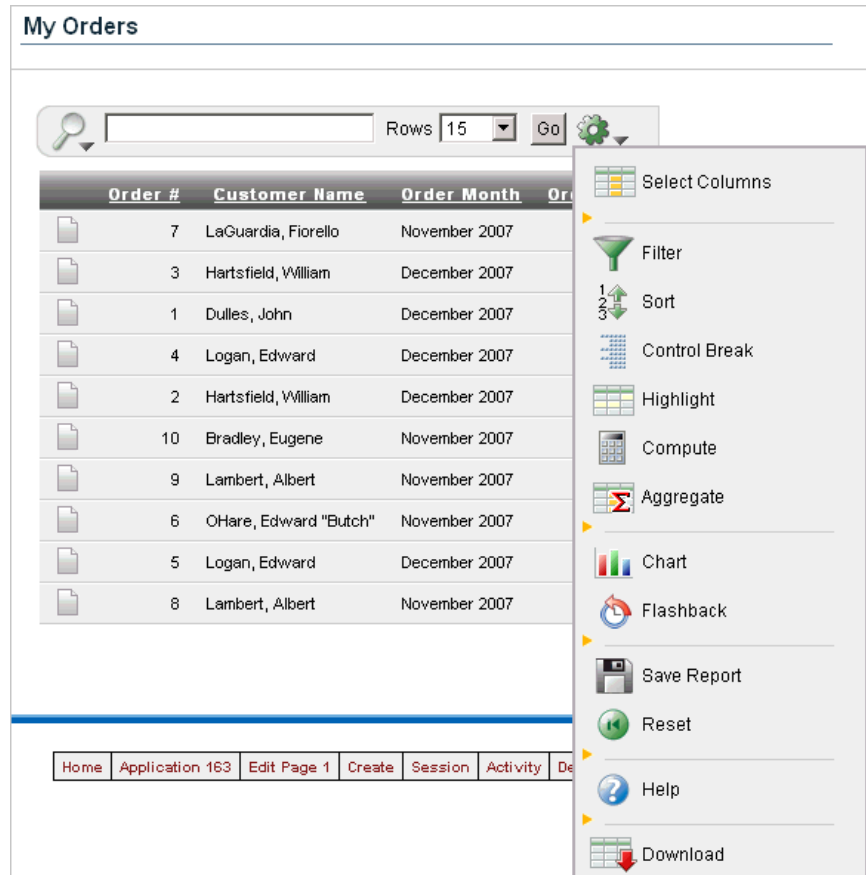 My Orders
Rows 15 Go
Order # Customer Name Order Month
7 LaGuardia, Fiorello November 2007
3 Hartsfield, William December 2007
1 Dulles, John December 2007
4 Logan, Edward December 2007
2 Hartsfield, William December 2007
10 Bradley, Eugene November 2007
9 Lambert, Albert November 2007
6 OHare, Edward "Butch" November 2007
5 Logan, Edward December 2007
8 Lambert, Albert November 2007
Select Columns
Filter
1
2
3
Sort
Control Break
Highlight
Compute
Σ
Aggregate
Chart
Flashback
Save Report
Reset
?
Help
Download
Home Application 163 Edit Page 1 Create Session Activity